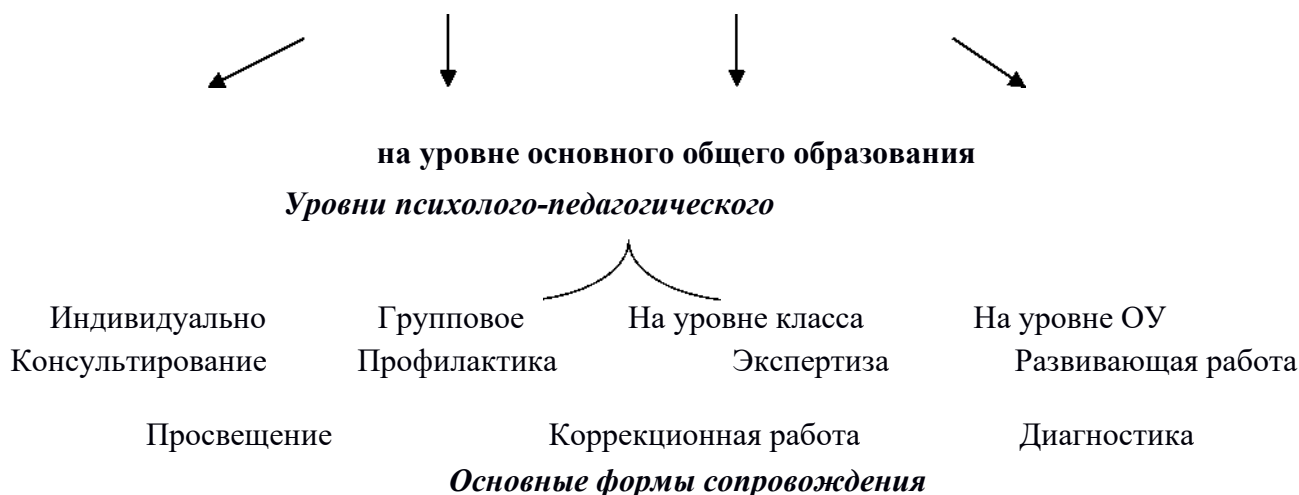 на уровне основного общего образования
Уровни психолого-педагогического
Индивидуально Групповое На уровне класса На уровне ОУ
Консультирование Профилактика Экспертиза Развивающая работа
Просвещение Коррекционная работа Диагностика
Основные формы сопровождения